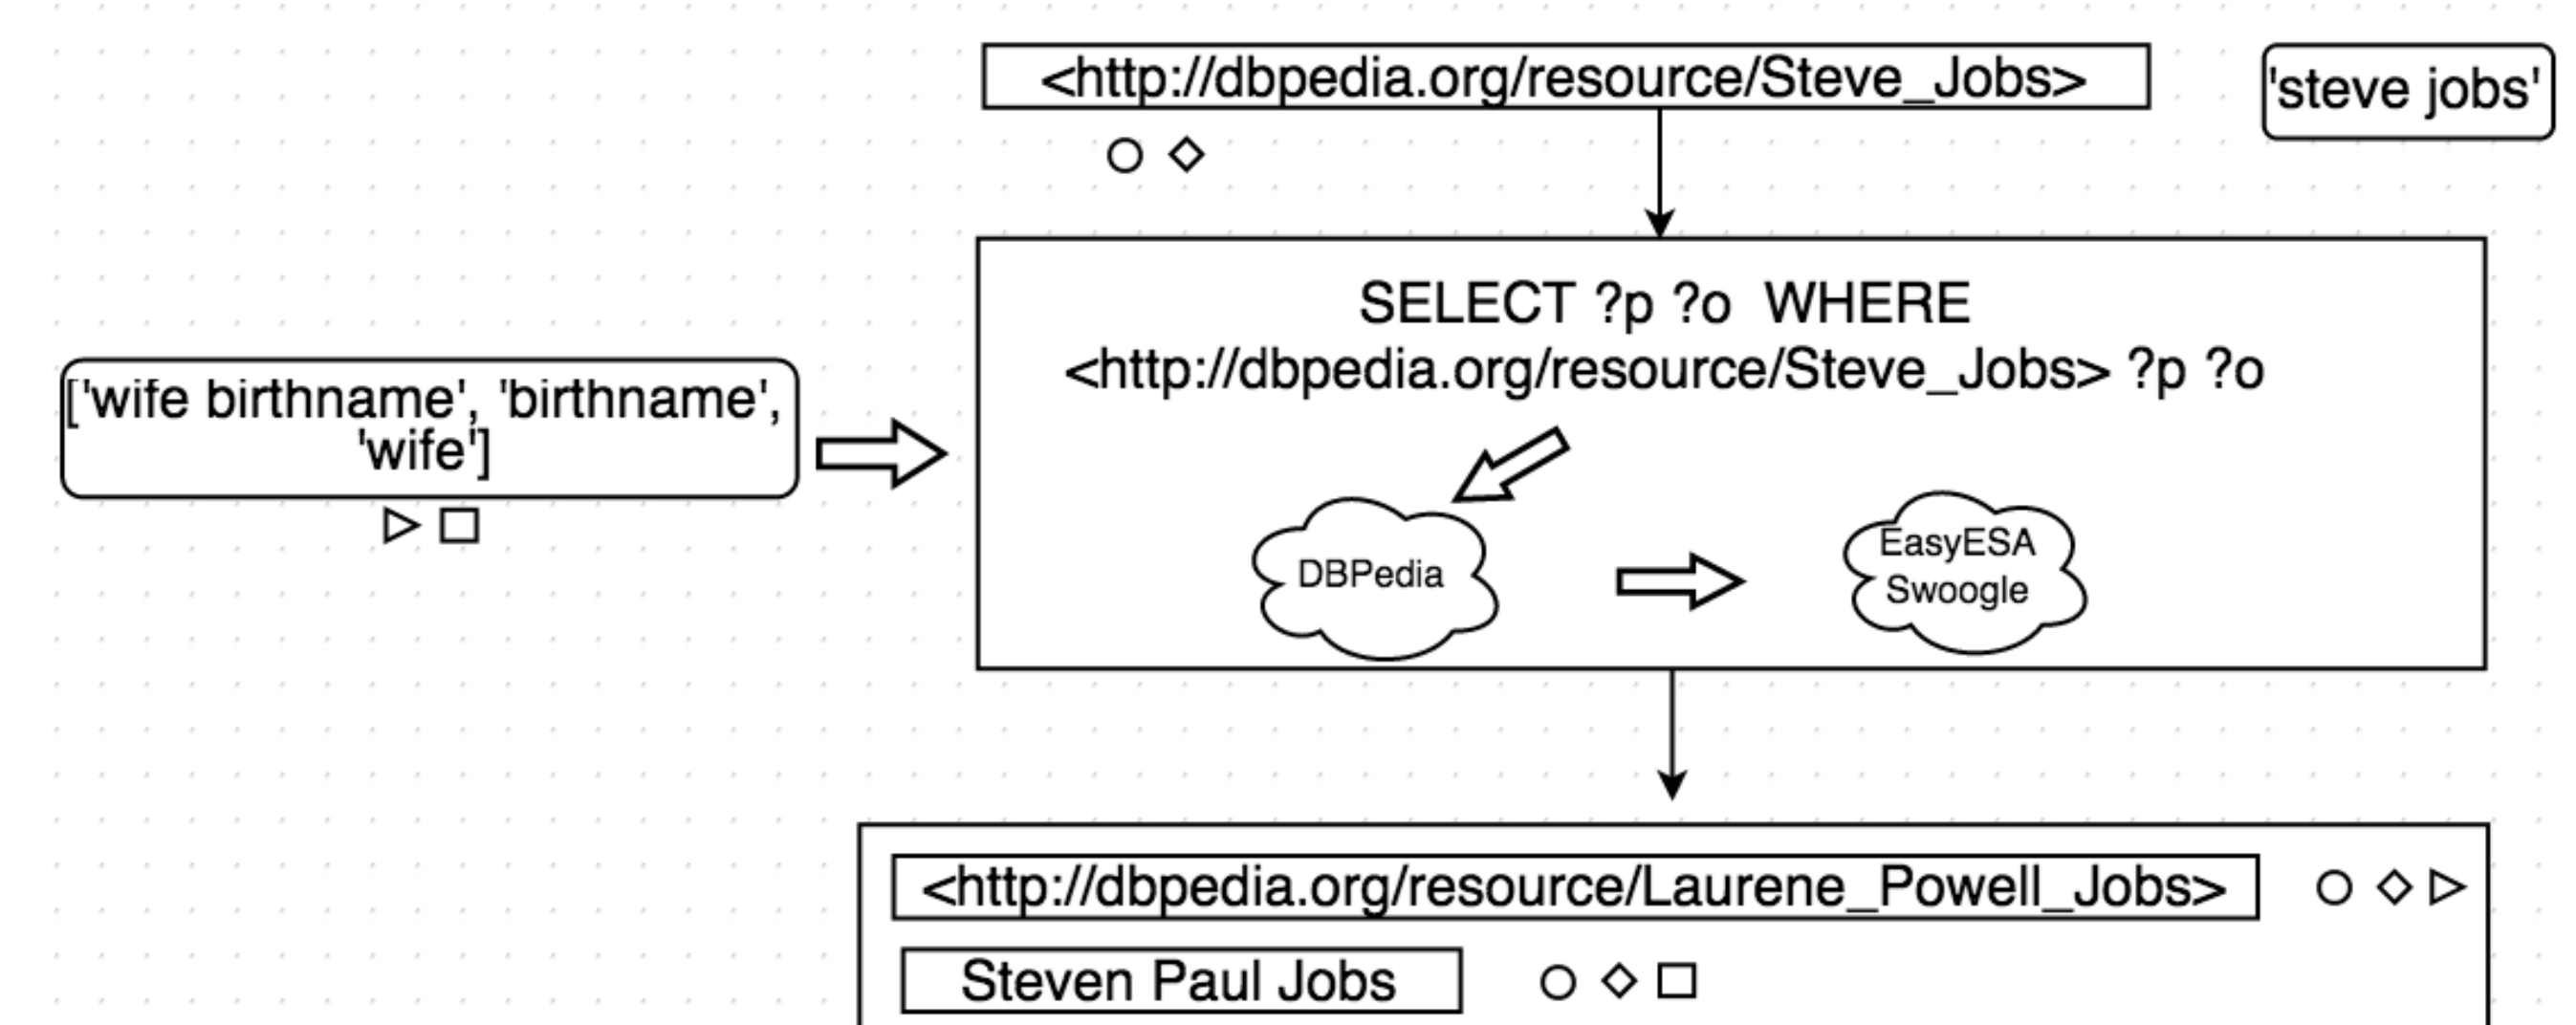 <http://dbpedia.org/resource/Steve_Jobs>
'steve jobs'
SELECT ?p ?o  WHERE
<http://dbpedia.org/resource/Steve_Jobs> ?p ?o
['wife birthname', 'birthname',
'wife']
DBPedia
EasyESA
Swoogle
<http://dbpedia.org/resource/Laurene_Powell_Jobs>
Steven Paul Jobs